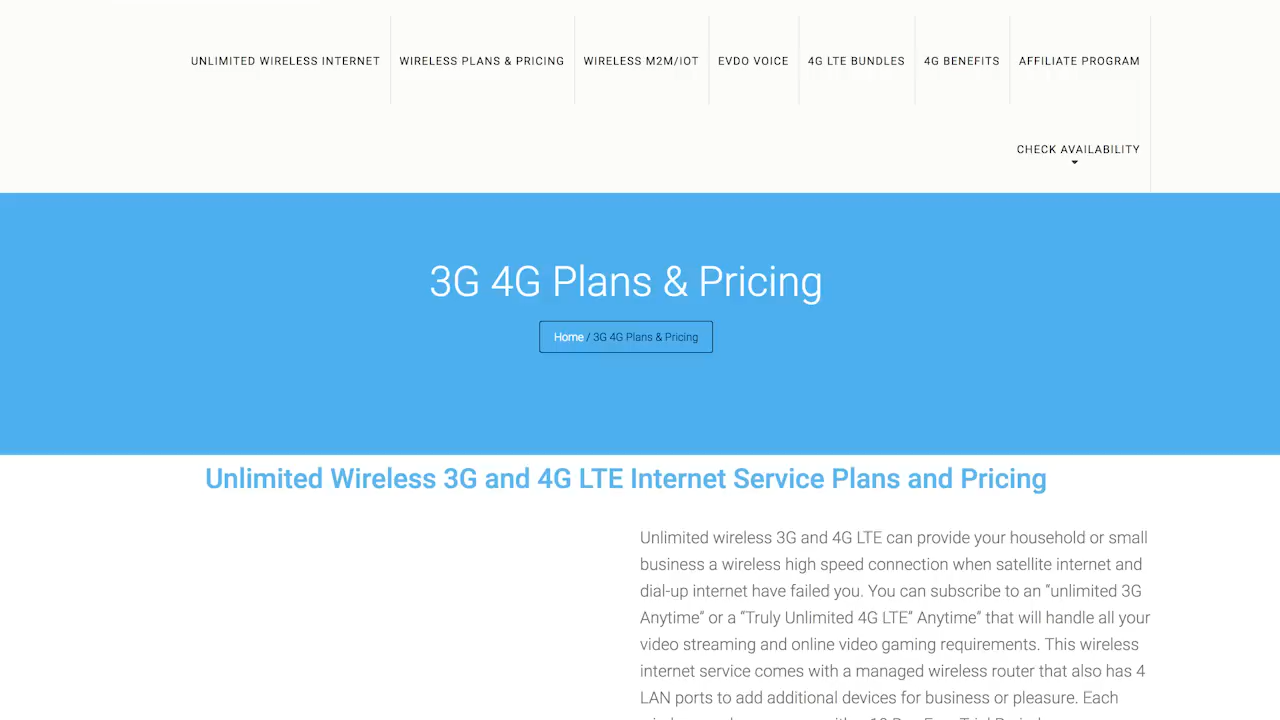 UNLIMITED WIRELESS INTERNET
WIRELESS PLANS & PRICING
WIRELESS M2M/IOT
EVDO VOICE
4G LTE BUNDLES
4G BENEFITS
AFFILIATE PROGRAM
CHECK AVAILABILITY
3G 4G Plans & Pricing
Home / 3G 4G Plans & Pricing
Unlimited Wireless 3G and 4G LTE Internet Service Plans and Pricing
Unlimited wireless 3G and 4G LTE can provide your household or small
business a wireless high speed connection when satellite internet and
dial-up internet have failed you. You can subscribe to an “unlimited 3G
Anytime” or a “Truly Unlimited 4G LTE” Anytime” that will handle all your
video streaming and online video gaming requirements. This wireless
internet service comes with a managed wireless router that also has 4
LAN ports to add additional devices for business or pleasure. Each